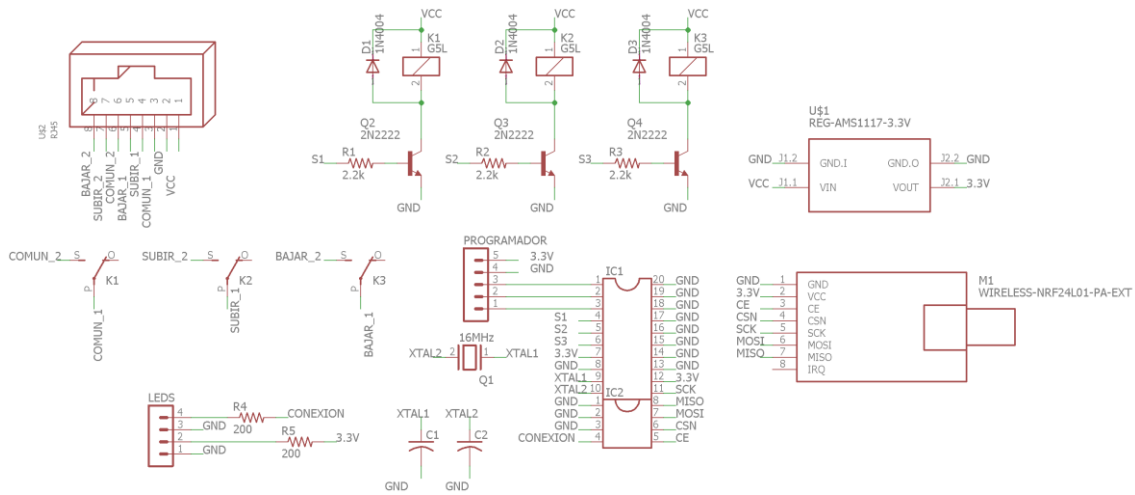 VCC
VCC
VCC
D1
1N4004
K1
G5L
1
2
D2
1N4004
K2
G5L
1
2
D3
1N4004
K3
G5L
1
2
Q2
2N2222
Q3
2N2222
Q4
2N2222
S1
R1
2.2k
S2
R2
2.2k
S3
R3
2.2k
GND
GND
GND
U$2
RJ45
8 7 6 5 4 3 2 1
8 7 6 5 4 3 2 1
BAJAR_2
SUBIR_2
COMUN_2
BAJAR_1
SUBIR_1
COMUN_1
GND
VCC
U$1
REG-AMS1117-3.3V
GND J1.2 GND.I GND.O J2.2 GND
VCC J1.1 VIN VOUT J2.1 3.3V
COMUN_2 S O
K1
P
COMUN_1
SUBIR_2 S O
K2
P
SUBIR_1
BAJAR_2 S O
K3
P
BAJAR_1
PROGRAMADOR
5 3.3V
4 GND
3
2
1
16MHz
XTAL2 2 1 XTAL1
Q1
IC1
1 20 GND
2 19 GND
3 18 GND
S1 4 17 GND
S2 5 16 GND
S3 6 15 GND
3.3V 7 14 GND
GND 8 13 GND
XTAL1 9 12 3.3V
XTAL2 10 11 SCK
IC2
GND 1 8 MISO
GND 2 7 MOSI
GND 3 6 CSN
CONEXION 4 5 CE
M1
WIRELESS-NRF24L01-PA-EXT
GND 1 GND
3.3V 2 VCC
CE 3 CE
CSN 4 CSN
SCK 5 SCK
MOSI 6 MOSI
MISO 7 MISO
8 IRQ
LEDS
4
3 GND
2
1 GND
R4
200
CONEXION
R5
200
3.3V
XTAL1
C1
GND
XTAL2
C2
GND